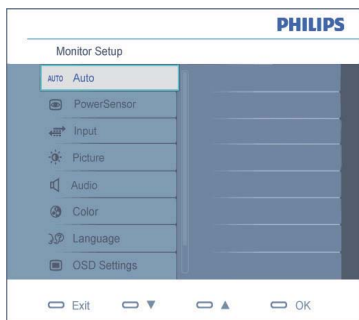 PHILIPS
Monitor Setup
AUTO Auto
PowerSensor
Input
Picture
Audio
Color
Language
OSD Settings
Exit ▼ ▲ OK